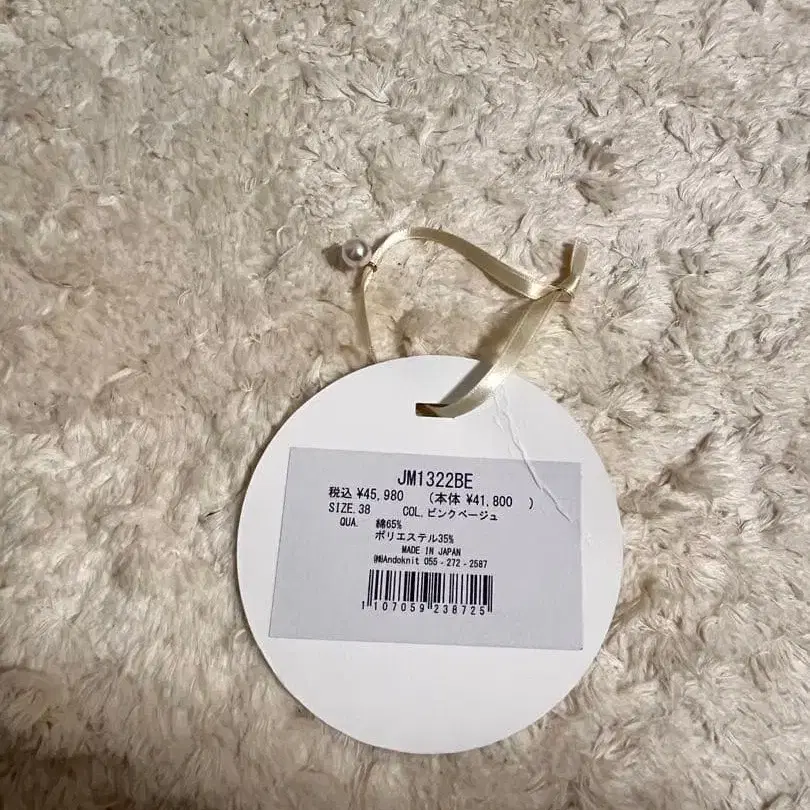 JM1322BE
税込 ¥45,980 (本体 ¥41,800 )
SIZE.38 COL.ピンクベージュ
QUA. 綿65%
ポリエステル35%
MADE IN JAPAN
㈱Andoknit 055-272-2587
1107059238725